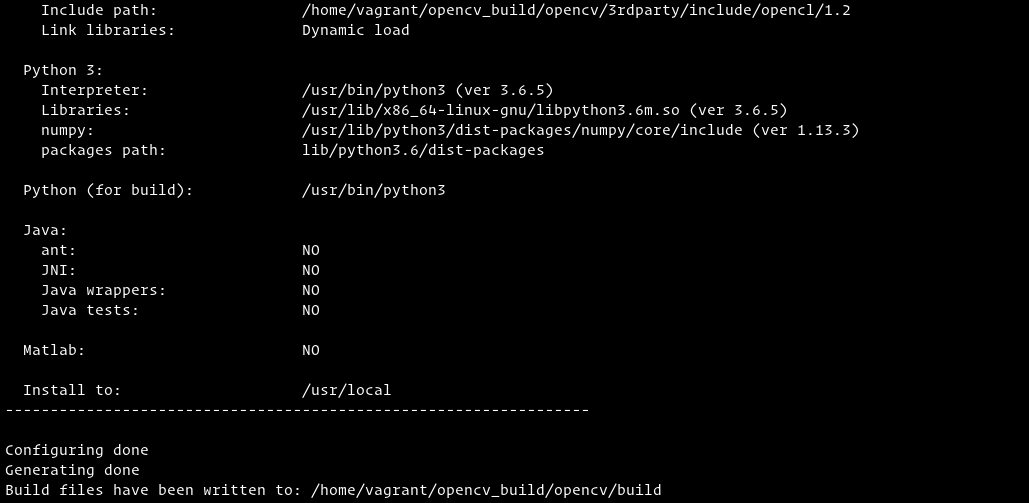 Include path: /home/vagrant/opencv_build/opencv/3rdparty/include/opencl/1.2
Link libraries: Dynamic load
Python 3:
Interpreter: /usr/bin/python3 (ver 3.6.5)
Libraries: /usr/lib/x86_64-linux-gnu/libpython3.6m.so (ver 3.6.5)
numpy: /usr/lib/python3/dist-packages/numpy/core/include (ver 1.13.3)
packages path: lib/python3.6/dist-packages
Python (for build): /usr/bin/python3
Java:
ant: NO
JNI: NO
Java wrappers: NO
Java tests: NO
Matlab: NO
Install to: /usr/local
-----------------------------------------------------------------
Configuring done
Generating done
Build files have been written to: /home/vagrant/opencv_build/opencv/build